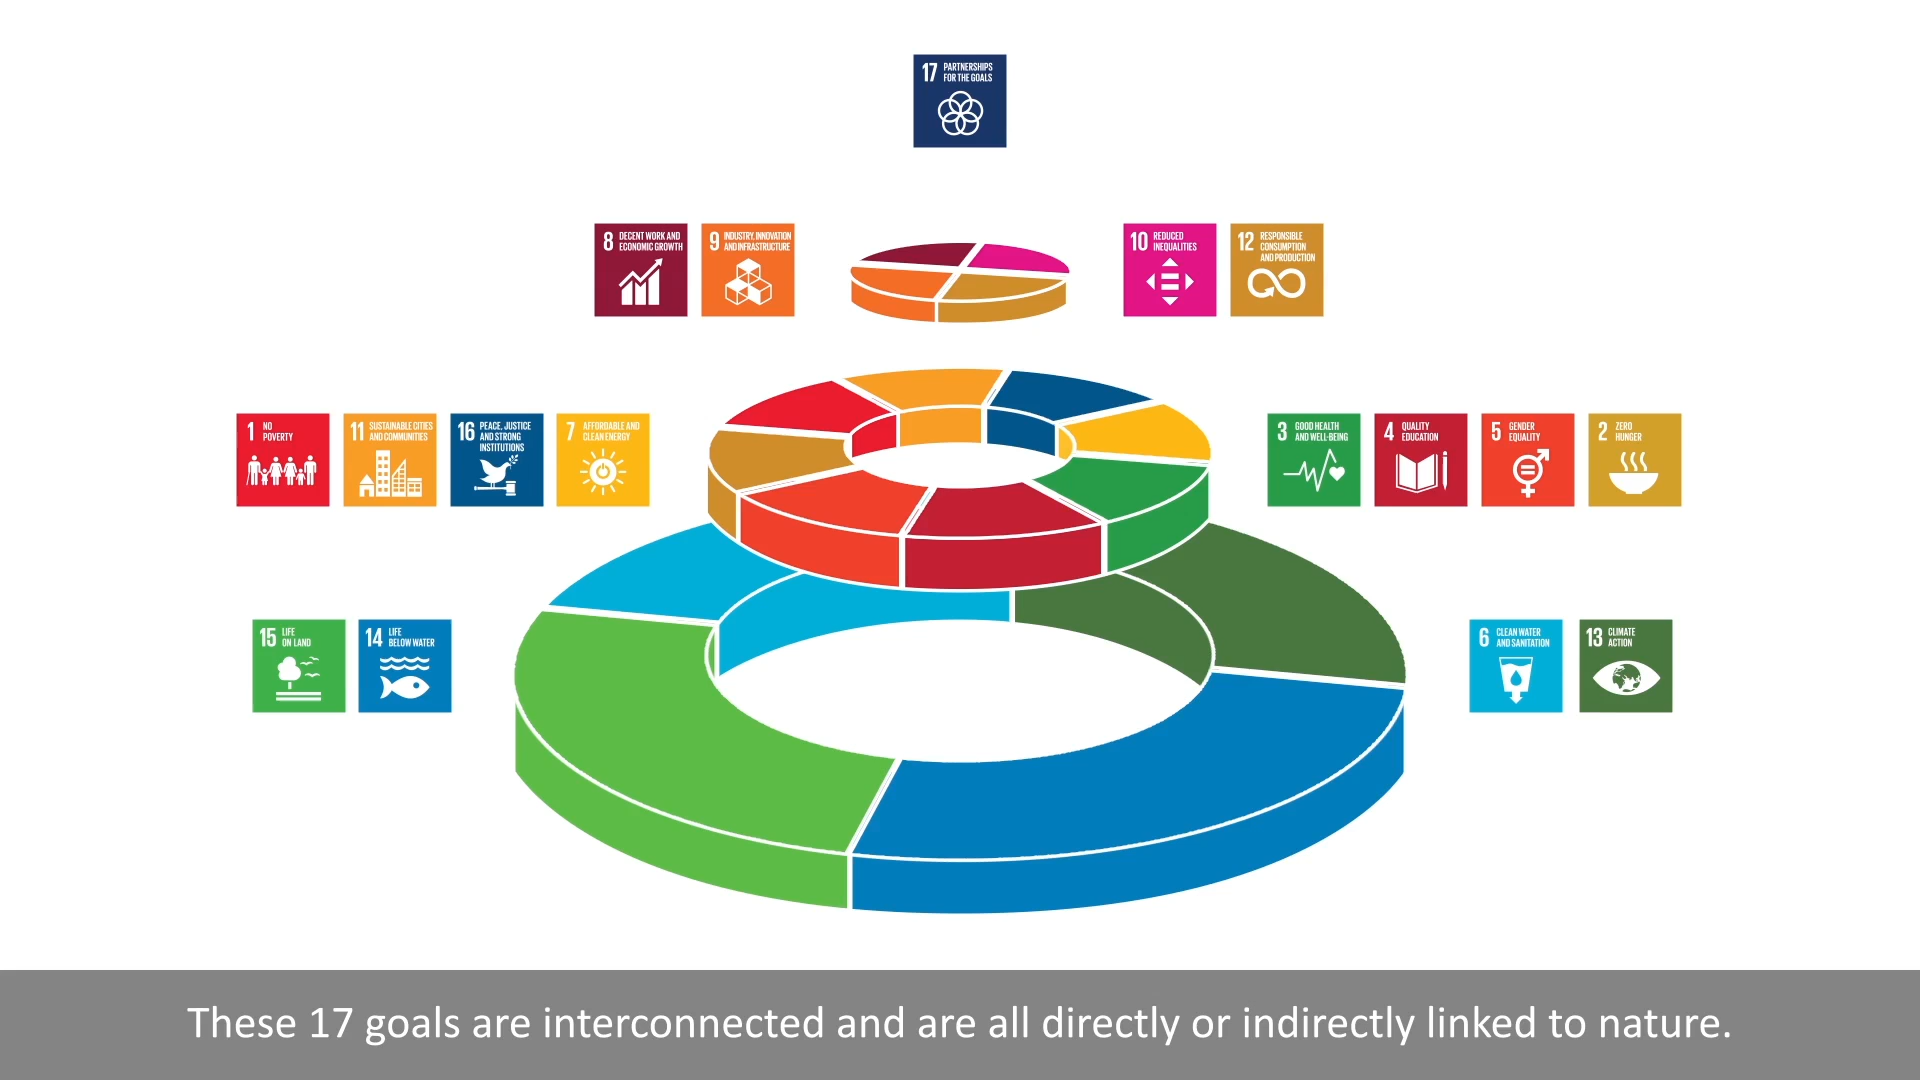 17 PARTNERSHIPS
FOR THE GOALS
8 DECENT WORK AND
ECONOMIC GROWTH
9 INDUSTRY, INNOVATION
AND INFRASTRUCTURE
10 REDUCED
INEQUALITIES
12 RESPONSIBLE
CONSUMPTION
AND PRODUCTION
1 NO
POVERTY
11 SUSTAINABLE CITIES
AND COMMUNITIES
16 PEACE, JUSTICE
AND STRONG
INSTITUTIONS
7 AFFORDABLE AND
CLEAN ENERGY
3 GOOD HEALTH
AND WELL-BEING
4 QUALITY
EDUCATION
5 GENDER
EQUALITY
2 ZERO
HUNGER
15 LIFE
ON LAND
14 LIFE
BELOW WATER
6 CLEAN WATER
AND SANITATION
13 CLIMATE
ACTION
These 17 goals are interconnected and are all directly or indirectly linked to nature.